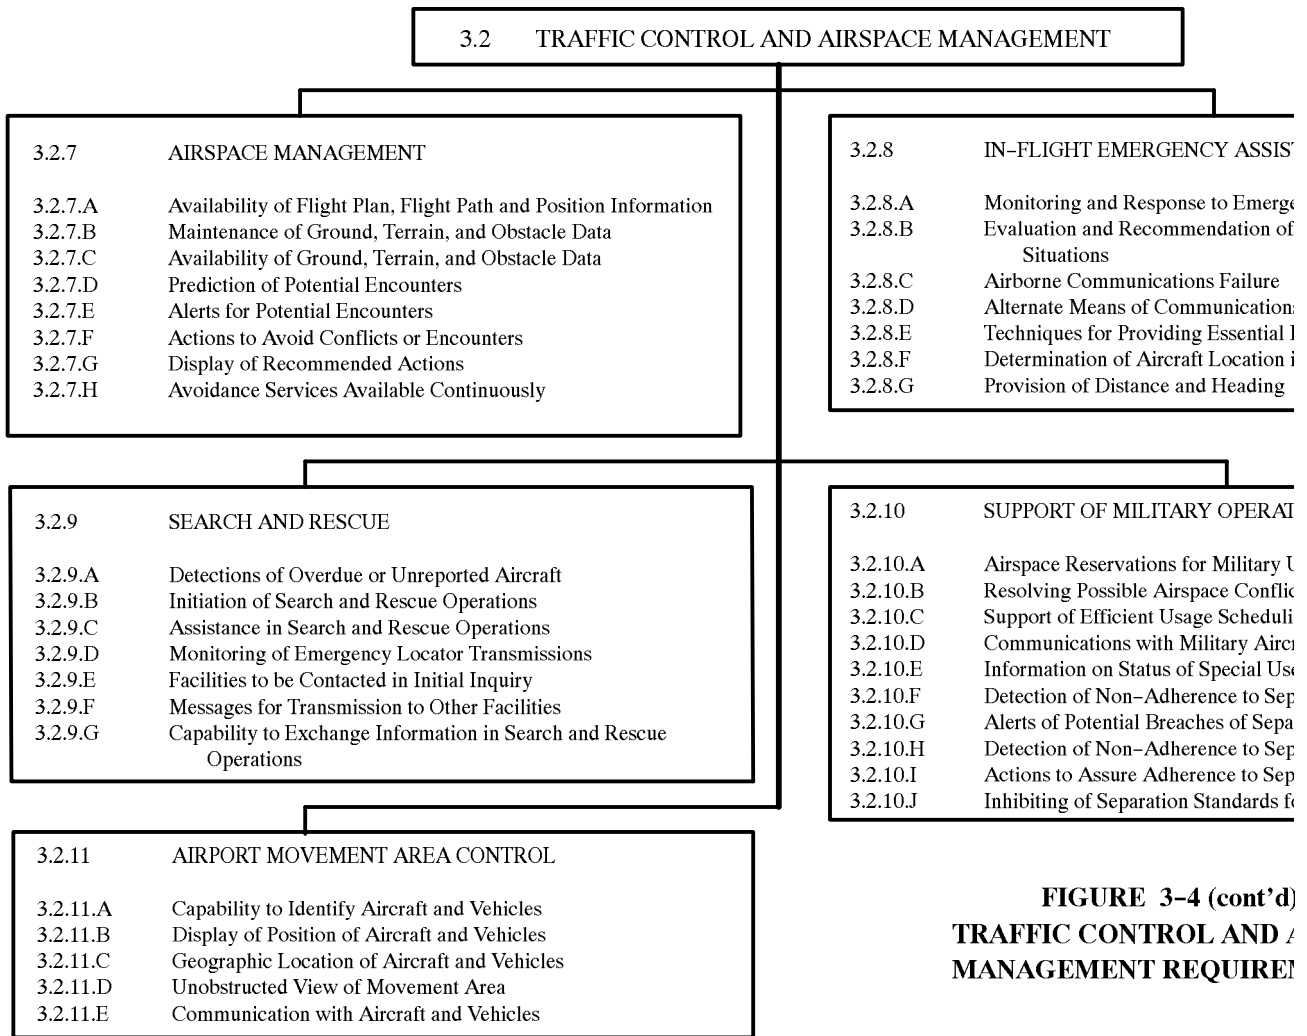 3.2 TRAFFIC CONTROL AND AIRSPACE MANAGEMENT
3.2.7 AIRSPACE MANAGEMENT
3.2.7.A Availability of Flight Plan, Flight Path and Position Information
3.2.7.B Maintenance of Ground, Terrain, and Obstacle Data
3.2.7.C Availability of Ground, Terrain, and Obstacle Data
3.2.7.D Prediction of Potential Encounters
3.2.7.E Alerts for Potential Encounters
3.2.7.F Actions to Avoid Conflicts or Encounters
3.2.7.G Display of Recommended Actions
3.2.7.H Avoidance Services Available Continuously
3.2.8 IN–FLIGHT EMERGENCY
3.2.8.A Monitoring and Response to
3.2.8.B Evaluation and Recommendation of
Situations
3.2.8.C Airborne Communications Failure
3.2.8.D Alternate Means of Communications
3.2.8.E Techniques for Providing Essential
3.2.8.F Determination of Aircraft Location
3.2.8.G Provision of Distance and Heading
3.2.9 SEARCH AND RESCUE
3.2.9.A Detections of Overdue or Unreported Aircraft
3.2.9.B Initiation of Search and Rescue Operations
3.2.9.C Assistance in Search and Rescue Operations
3.2.9.D Monitoring of Emergency Locator Transmissions
3.2.9.E Facilities to be Contacted in Initial Inquiry
3.2.9.F Messages for Transmission to Other Facilities
3.2.9.G Capability to Exchange Information in Search and Rescue
Operations
3.2.10 SUPPORT OF MILITARY
3.2.10.A Airspace Reservations for Military
3.2.10.B Resolving Possible Airspace
3.2.10.C Support of Efficient Usage
3.2.10.D Communications with Military
3.2.10.E Information on Status of Special Use
3.2.10.F Detection of Non–Adherence to
3.2.10.G Alerts of Potential Breaches of
3.2.10.H Detection of Non–Adherence to
3.2.10.I Actions to Assure Adherence to
3.2.10.J Inhibiting of Separation Standards
3.2.11 AIRPORT MOVEMENT AREA CONTROL
3.2.11.A Capability to Identify Aircraft and Vehicles
3.2.11.B Display of Position of Aircraft and Vehicles
3.2.11.C Geographic Location of Aircraft and Vehicles
3.2.11.D Unobstructed View of Movement Area
3.2.11.E Communication with Aircraft and Vehicles
FIGURE 3–4 (cont’d)
TRAFFIC CONTROL AND
MANAGEMENT